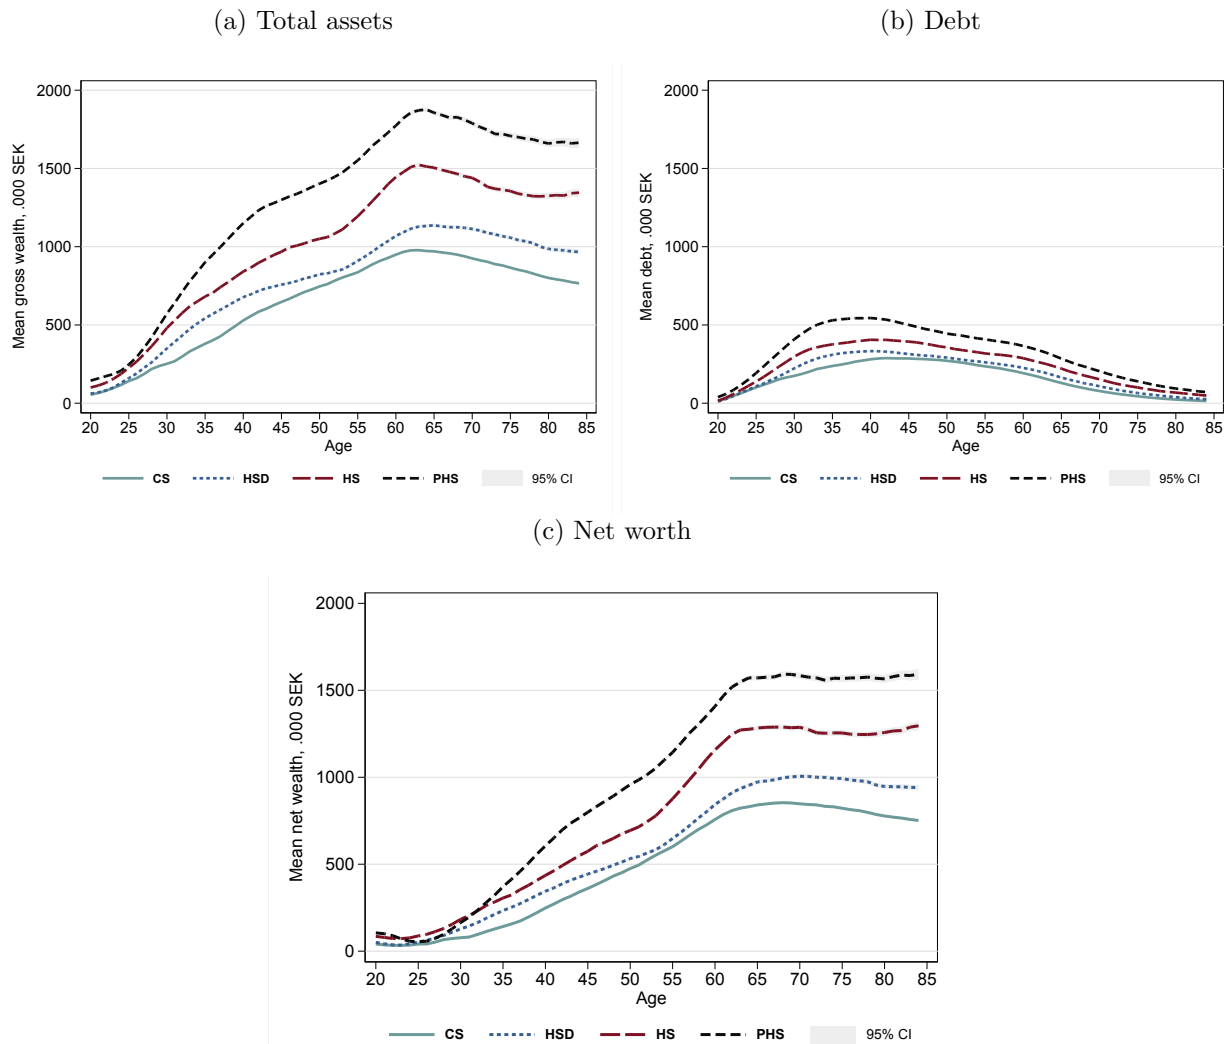 (a) Total assets
Mean gross wealth, .000 SEK
2000
1500
1000
500
0
20 25 30 35 40 45 50 55 60 65 70 75 80 85
Age
CS HSD HS PHS 95% CI
(b) Debt
Mean debt, .000 SEK
2000
1500
1000
500
0
20 25 30 35 40 45 50 55 60 65 70 75 80 85
Age
CS HSD HS PHS 95% CI
(c) Net worth
Mean net wealth, .000 SEK
2000
1500
1000
500
0
20 25 30 35 40 45 50 55 60 65 70 75 80 85
Age
CS HSD HS PHS 95% CI